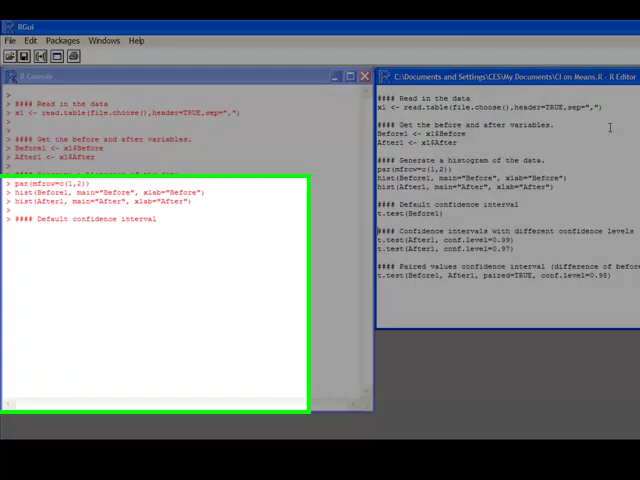 RGui
File Edit Packages Windows Help
R Console
>
> #### Read in the data
> x1 <- read.table(file.choose(),header=TRUE,sep=",")
>
>
> #### Get the before and after variables.
> Before1 <- x1$Before
> After1 <- x1$After
>
> #### Generate a histogram of the data.
> par(mfrow=c(1,2))
> hist(Before1, main="Before", xlab="Before")
> hist(After1, main="After", xlab="After")
>
> #### Default confidence interval
C:\Documents and Settings\CES\My Documents\CI on Means.R - R Editor
#### Read in the data
x1 <- read.table(file.choose(),header=TRUE,sep=",")
#### Get the before and after variables.
Before1 <- x1$Before
After1 <- x1$After
#### Generate a histogram of the data.
par(mfrow=c(1,2))
hist(Before1, main="Before", xlab="Before")
hist(After1, main="After", xlab="After")
#### Default confidence interval
t.test(Before1)
#### Confidence intervals with different confidence levels
t.test(After1, conf.level=0.99)
t.test(After1, conf.level=0.97)
#### Paired values confidence interval (difference of before
t.test(Before1, After1, paired=TRUE, conf.level=0.98)